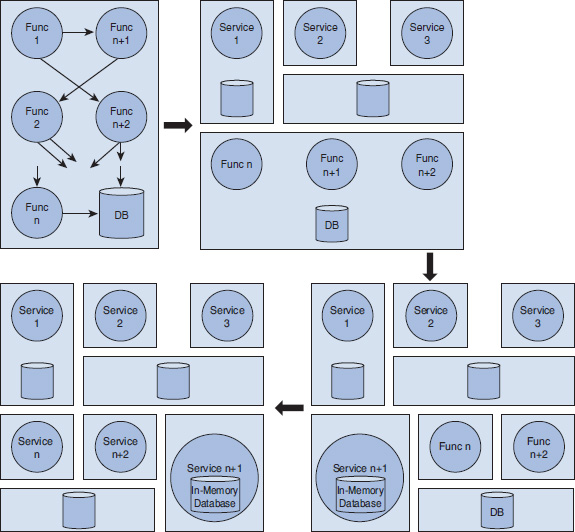 Func
1
Func
n+1
Func
2
Func
n+2
Func
n
DB
Service
1
Service
2
Service
3
Func n
Func
n+1
Func
n+2
DB
Service
1
Service
2
Service
3
Service
n
Service
n+2
Service n+1
In-Memory
Database
Service
1
Service
2
Service
3
Service n+1
In-Memory
Database
Func n
Func
n+2
DB